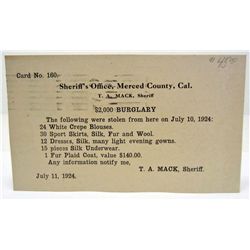 Card No. 160.
$45⁰⁰
Sheriff's Office, Merced County, Cal.
T. A. MACK, Sheriff
$2,000 BURGLARY
The following were stolen from here on July 10, 1924:
24 White Crepe Blouses.
30 Sport Skirts, Silk, Fur and Wool.
12 Dresses, Silk, many light evening gowns.
15 pieces Silk Underwear.
1 Fur Plaid Coat, value $140.00.
Any information notify me,
T. A. MACK, Sheriff.
July 11, 1924.